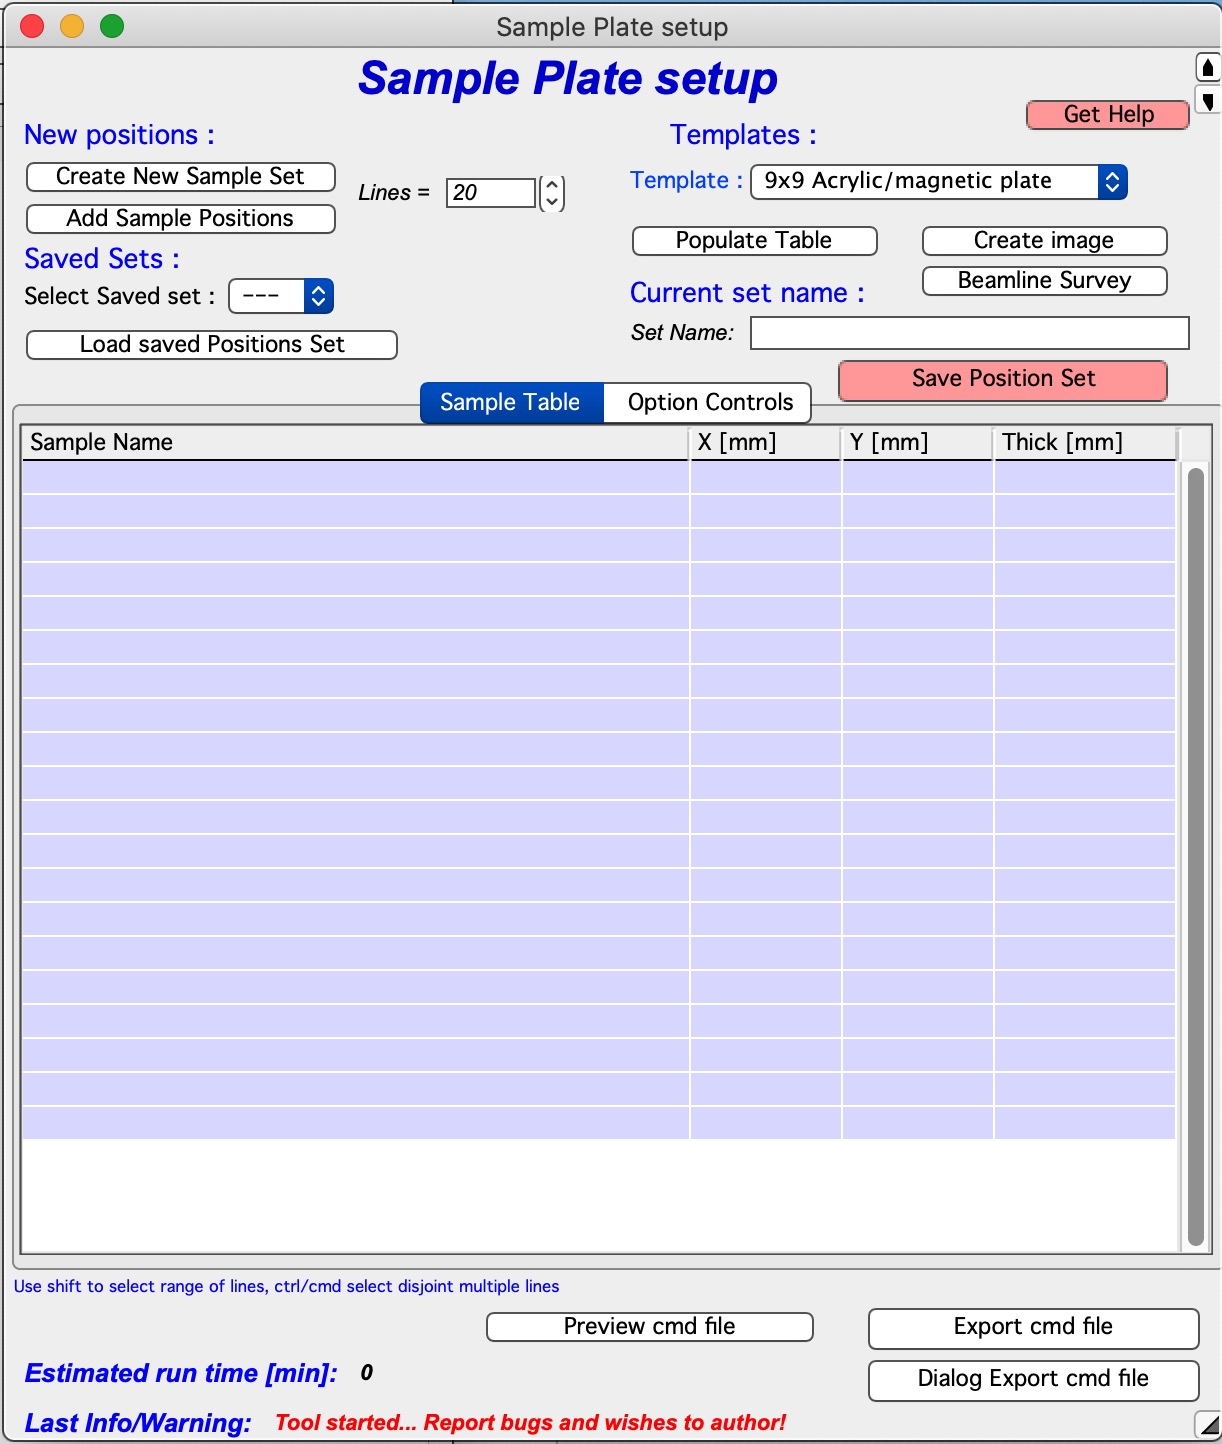 Sample Plate setup
Sample Plate setup
Get Help
New positions :
Templates :
Create New Sample Set
Lines = 20
Template : 9x9 Acrylic/magnetic plate
Add Sample Positions
Populate Table
Create image
Saved Sets :
Beamline Survey
Select Saved set : ---
Current set name :
Load saved Positions Set
Set Name:
Save Position Set
Sample Table
Option Controls
Sample Name X [mm] Y [mm] Thick [mm]
Use shift to select range of lines, ctrl/cmd select disjoint multiple lines
Preview cmd file
Export cmd file
Estimated run time [min]: 0
Dialog Export cmd file
Last Info/Warning: Tool started... Report bugs and wishes to author!